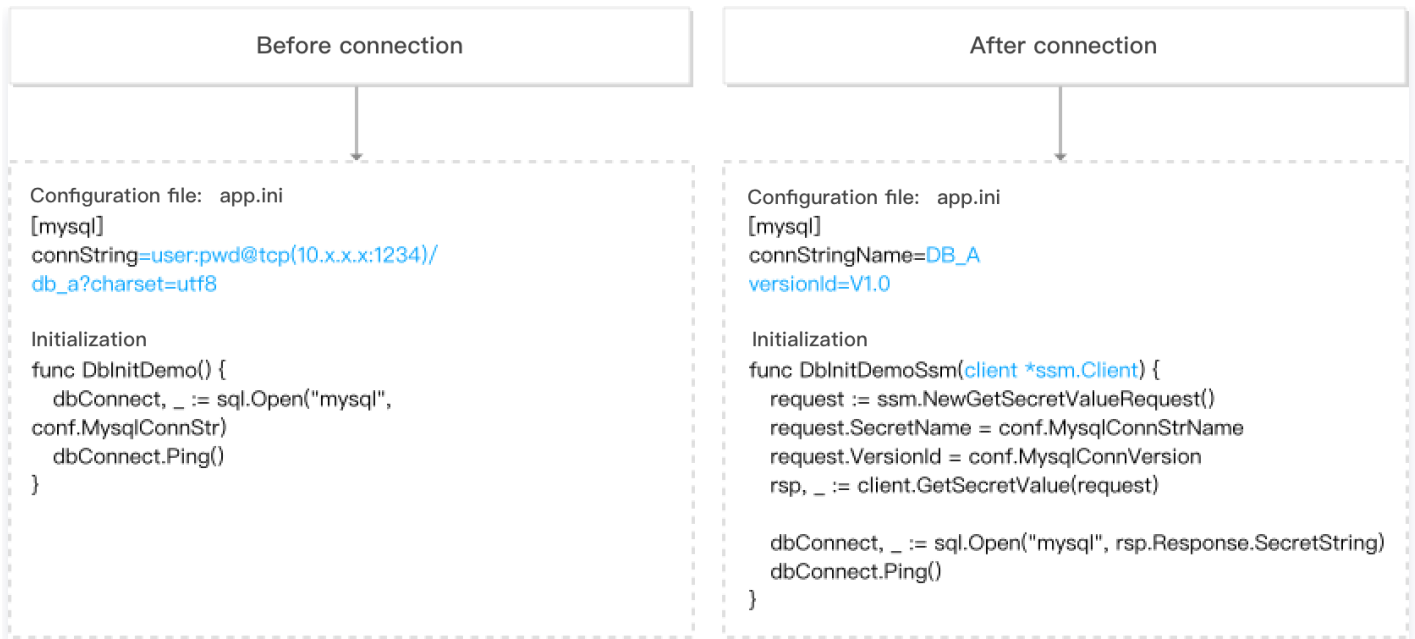 Before connection
Configuration file: app.ini
[mysql]
connString=user:pwd@tcp(10.x.x.x:1234)/
db_a?charset=utf8
Initialization
func DbInitDemo() {
dbConnect, _ := sql.Open("mysql",
conf.MysqlConnStr)
dbConnect.Ping()
}
After connection
Configuration file: app.ini
[mysql]
connStringName=DB_A
versionId=V1.0
Initialization
func DbInitDemoSsm(client *ssm.Client) {
request := ssm.NewGetSecretValueRequest()
request.SecretName = conf.MysqlConnStrName
request.VersionId = conf.MysqlConnVersion
rsp, _ := client.GetSecretValue(request)
dbConnect, _ := sql.Open("mysql", rsp.Response.SecretString)
dbConnect.Ping()
}